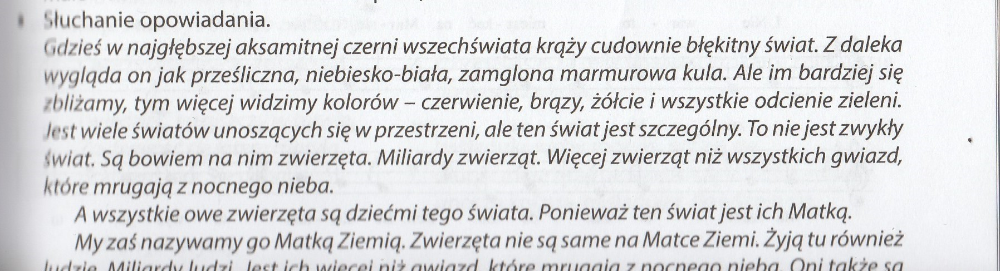 Słuchanie opowiadania.
Gdzieś w najgłębszej aksamitnej czerni wszechświata krąży cudownie błękitny świat. Z daleka
wygląda on jak prześliczna, niebiesko-biała, zamglona marmurowa kula. Ale im bardziej się
zbliżamy, tym więcej widzimy kolorów – czerwienie, brązy, żółcie i wszystkie odcienie zieleni.
Jest wiele światów unoszących się w przestrzeni, ale ten świat jest szczególny. To nie jest zwykły
świat. Są bowiem na nim zwierzęta. Miliardy zwierząt. Więcej zwierząt niż wszystkich gwiazd,
które mrugają z nocnego nieba.
A wszystkie owe zwierzęta są dziećmi tego świata. Ponieważ ten świat jest ich Matką.
My zaś nazywamy go Matką Ziemią. Zwierzęta nie są same na Matce Ziemi. Żyją tu również
ludzie. Miliardy ludzi. Jest ich więcej niż gwiazd, które mrugają z nocnego nieba. Oni także są